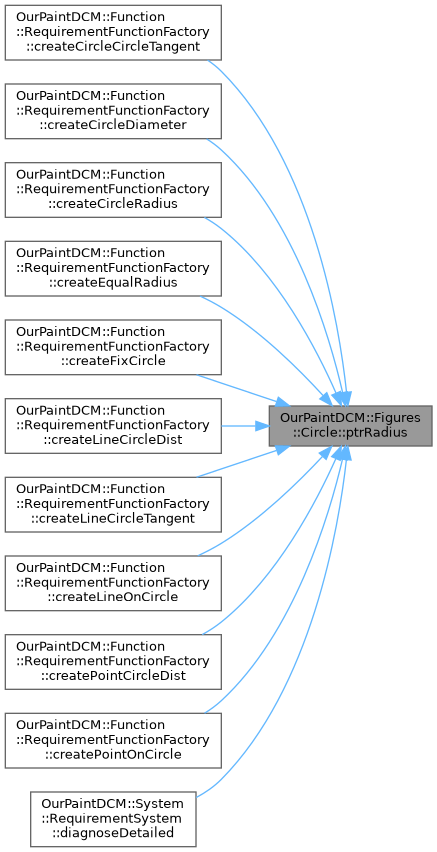 OurPaintDCM::Function
::RequirementFunctionFactory
::createCircleCircleTangent
OurPaintDCM::Function
::RequirementFunctionFactory
::createCircleDiameter
OurPaintDCM::Function
::RequirementFunctionFactory
::createCircleRadius
OurPaintDCM::Function
::RequirementFunctionFactory
::createEqualRadius
OurPaintDCM::Function
::RequirementFunctionFactory
::createFixCircle
OurPaintDCM::Function
::RequirementFunctionFactory
::createLineCircleDist
OurPaintDCM::Function
::RequirementFunctionFactory
::createLineCircleTangent
OurPaintDCM::Function
::RequirementFunctionFactory
::createLineOnCircle
OurPaintDCM::Function
::RequirementFunctionFactory
::createPointCircleDist
OurPaintDCM::Function
::RequirementFunctionFactory
::createPointOnCircle
OurPaintDCM::System
::RequirementSystem
::diagnoseDetailed
OurPaintDCM::Figures
::Circle::ptrRadius